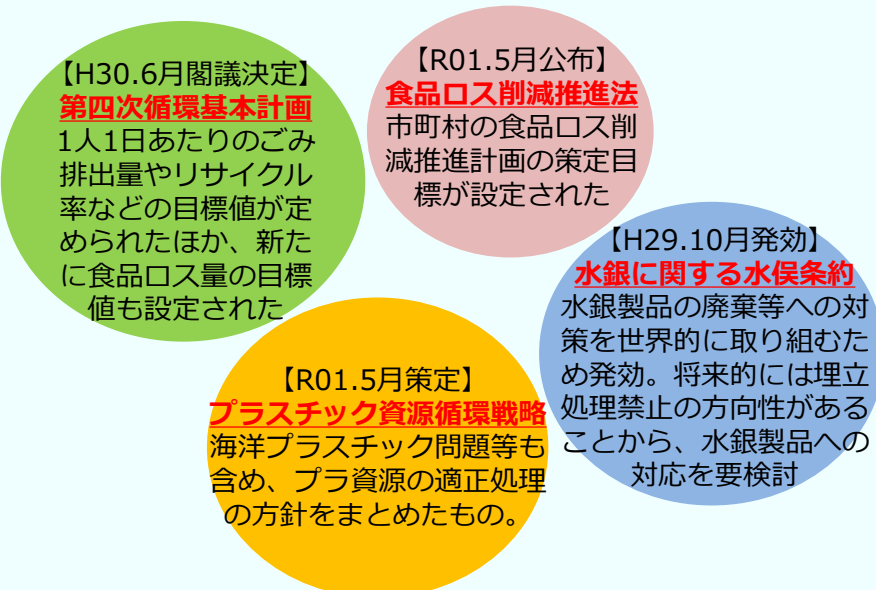 【H30.6月閣議決定】
第四次循環基本計画
1人1日あたりのごみ
排出量やリサイクル
率などの目標値が定
められたほか、新た
に食品ロス量の目標
値も設定された
【R01.5月公布】
食品ロス削減推進法
市町村の食品ロス削
減推進計画の策定目
標が設定された
【H29.10月発効】
水銀に関する水俣条約
水銀製品の廃棄等への対
策を世界的に取り組むた
め発効。将来的には埋立
処理禁止の方向性がある
ことから、水銀製品への
対応を要検討
【R01.5月策定】
プラスチック資源循環戦略
海洋プラスチック問題等も
含め、プラ資源の適正処理
の方針をまとめたもの。